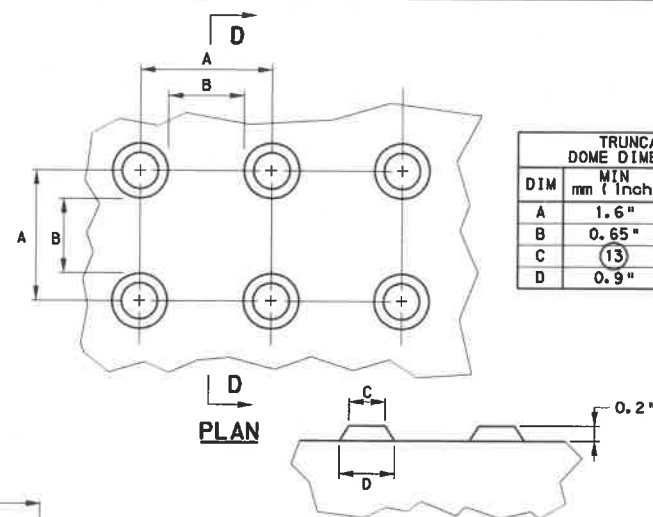 D
A
B
A
B
D
PLAN
C
D
0.2"
TRUNCA
DOME DIME
DIM MIN mm ( Inch
A 1.6"
B 0.65"
C 13
D 0.9"